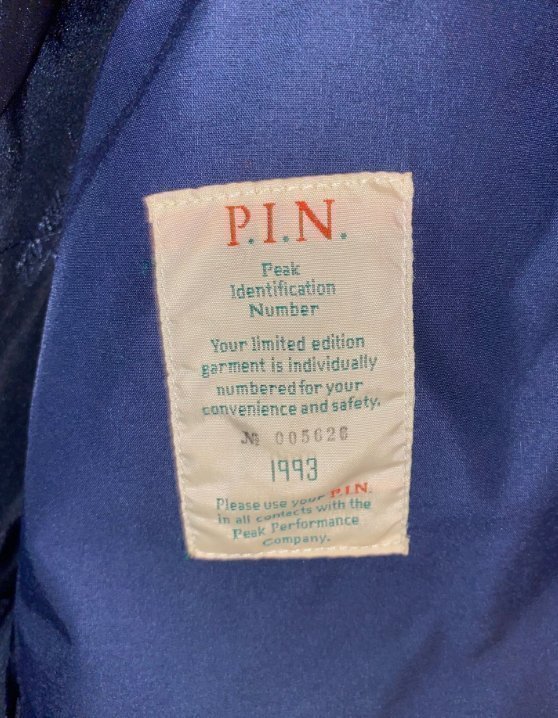 P.I.N.
Peak
Identification
Number
Your limited edition
garment is individually
numbered for your
convenience and safety.
№ 005626
1993
Please use your P.I.N.
in all contacts with the
Peak Performance
Company.